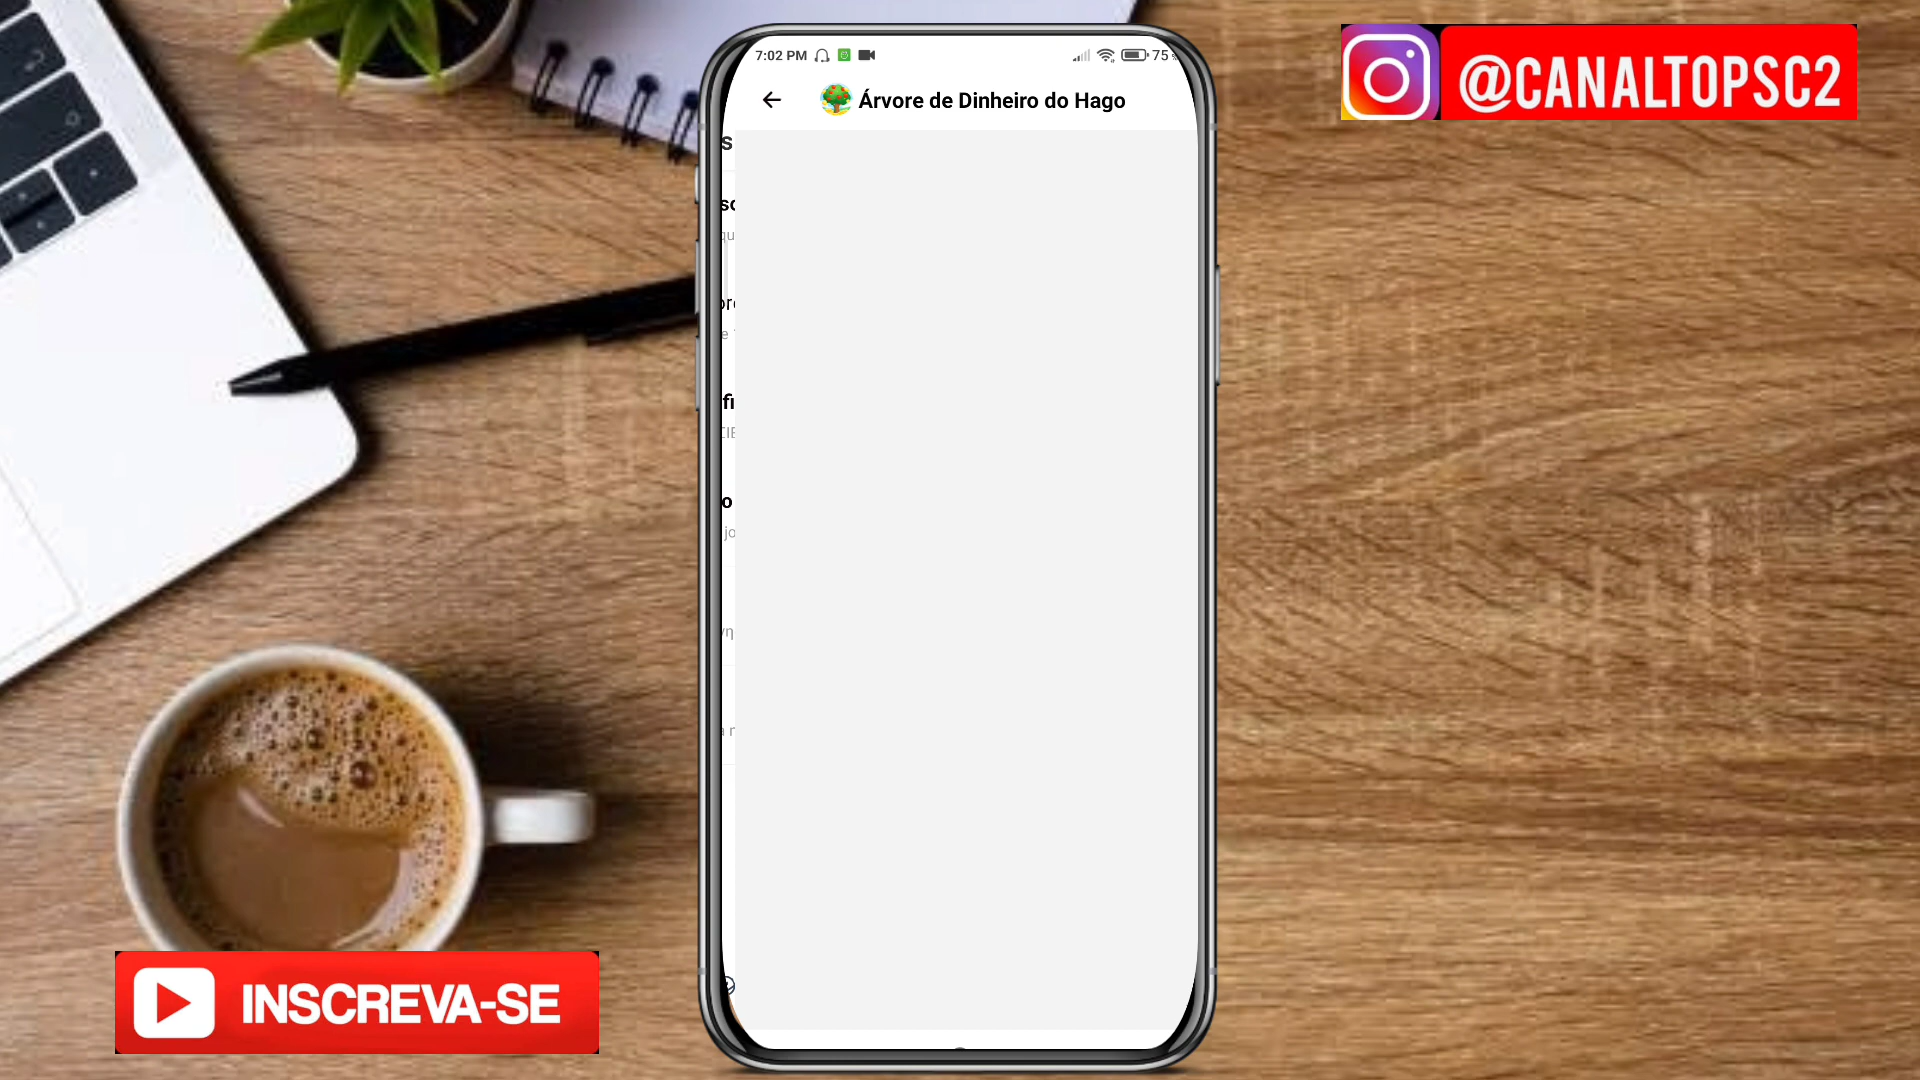 7:02 PM
75
Árvore de Dinheiro do Hago
@CANALTOPSC2
INSCREVA-SE